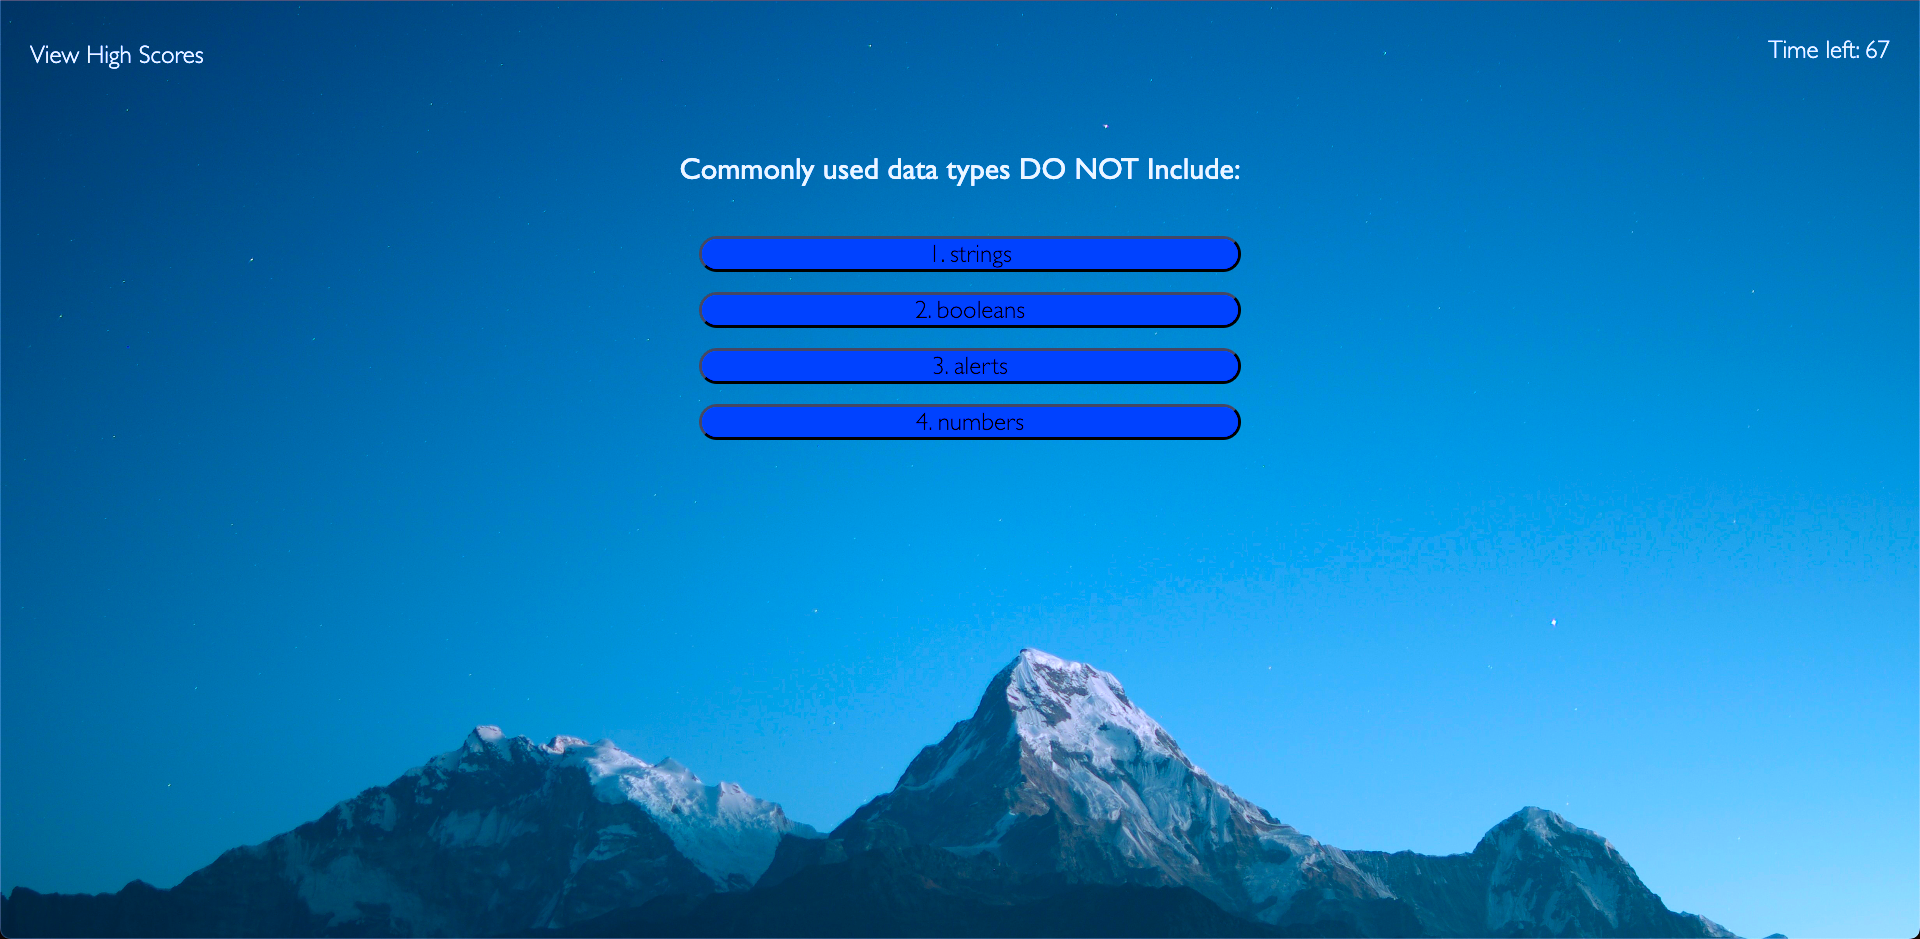 View High Scores
Time left: 67
Commonly used data types DO NOT Include:
1. strings
2. booleans
3. alerts
4. numbers